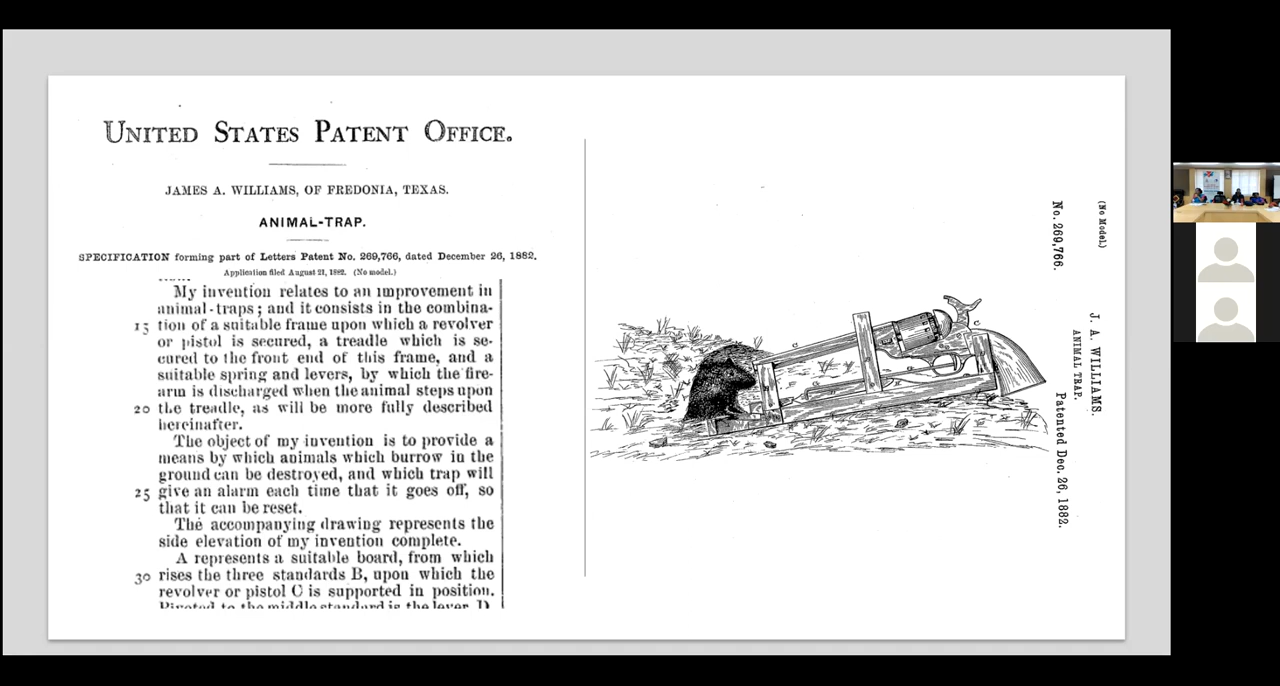 UNITED STATES PATENT OFFICE.
JAMES A. WILLIAMS, OF FREDONIA, TEXAS.
ANIMAL-TRAP.
SPECIFICATION forming part of Letters Patent No. 269,766, dated December 26, 1882.
Application filed August 21, 1882. (No model.)
My invention relates to an improvement in
animal-traps; and it consists in the combina-
15 tion of a suitable frame upon which a revolver
or pistol is secured, a treadle which is se-
cured to the front end of this frame, and a
suitable spring and levers, by which the fire-
arm is discharged when the animal steps upon
20 the treadle, as will be more fully described
hereinafter.
The object of my invention is to provide a
means by which animals which burrow in the
ground can be destroyed, and which trap will
25 give an alarm each time that it goes off, so
that it can be reset.
The accompanying drawing represents the
side elevation of my invention complete.
A represents a suitable board, from which
30 rises the three standards B, upon which the
revolver or pistol C is supported in position.
Pivoted to the middle standard is the lever D
(No Model.)
J. A. WILLIAMS.
ANIMAL TRAP.
No. 269,766.
Patented Dec. 26, 1882.